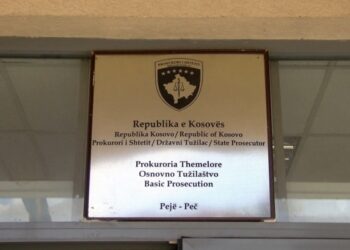 Republika e Kosovës
Republika Kosovo / Republic of Kosovo
Prokurori i Shtetit / Državni Tužilac / State Prosecutor
Prokuroria Themelore
Osnovno Tužilaštvo
Basic Prosecution
Pejë - Peč